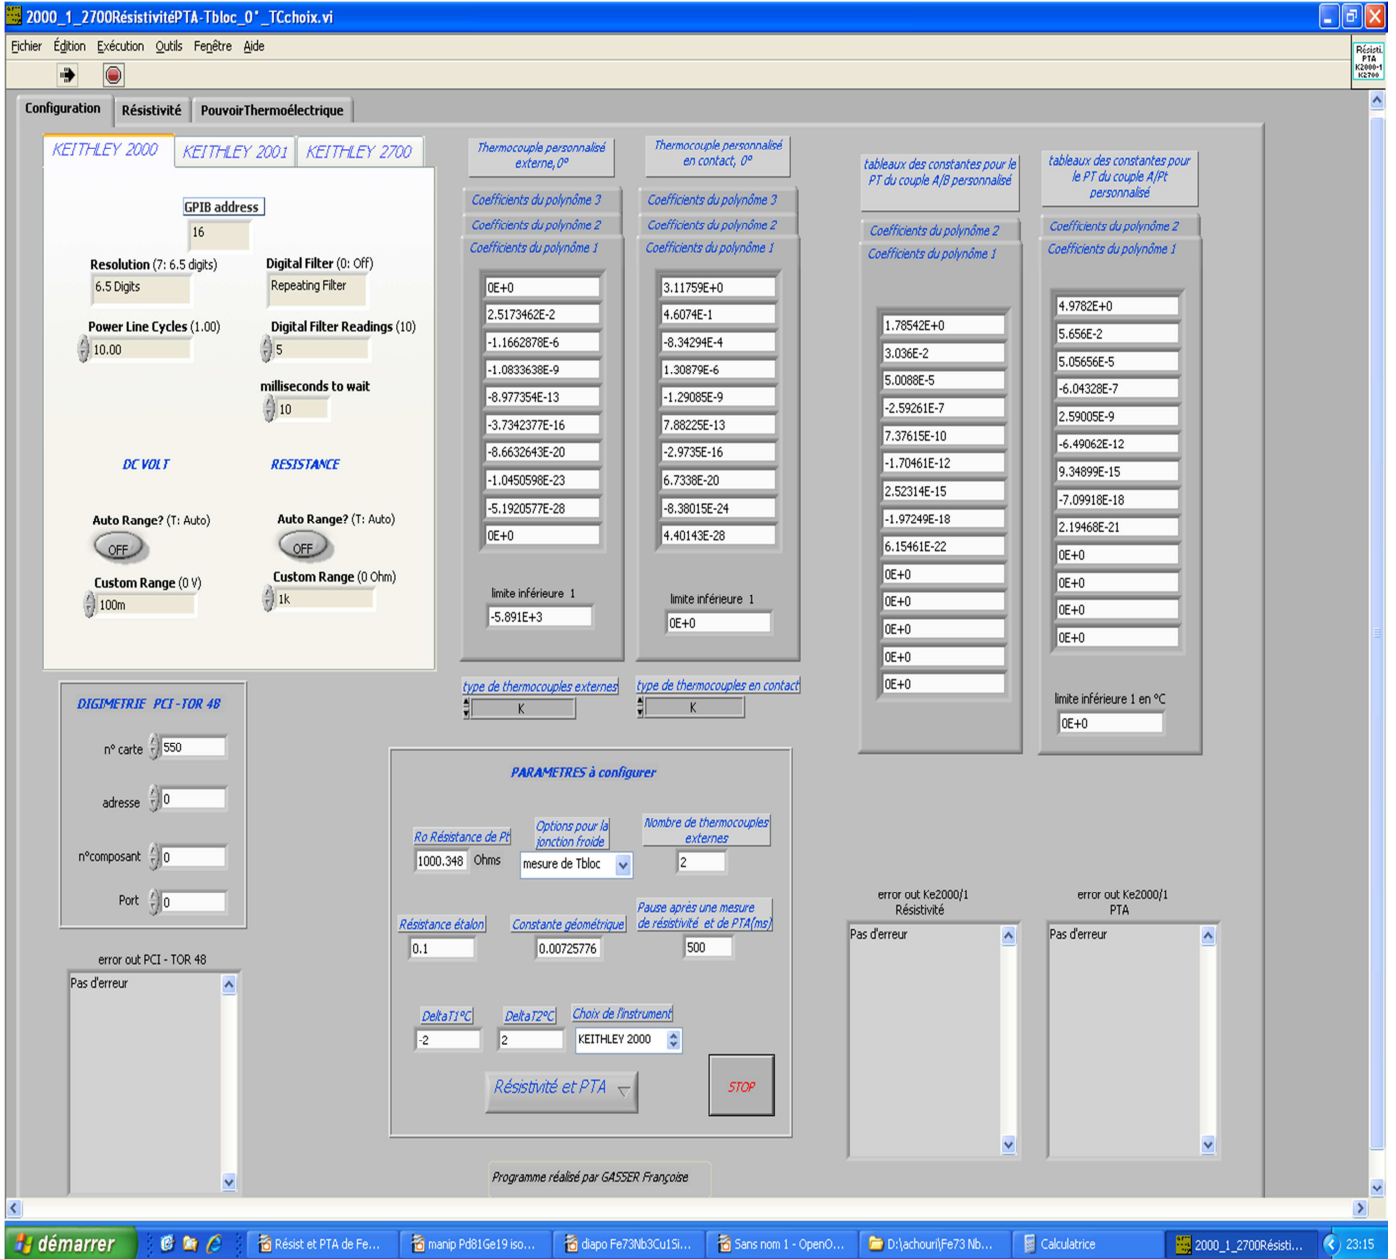 2000_1_2700RésistivitéPTA-Tbloc_0°_TCchoix.vi
Fichier Édition Exécution Outils Fenêtre Aide
Résisti.
PTA
K2000-1
K2700
Configuration Résistivité PouvoirThermoélectrique
KEITHLEY 2000 KEITHLEY 2001 KEITHLEY 2700
GPIB address
16
Resolution (7: 6.5 digits) Digital Filter (0: Off)
6.5 Digits Repeating Filter
Power Line Cycles (1.00) Digital Filter Readings (10)
10.00 5
milliseconds to wait
10
DC VOLT RESISTANCE
Auto Range? (T: Auto) Auto Range? (T: Auto)
OFF OFF
Custom Range (0 V) Custom Range (0 Ohm)
100m 1k
Thermocouple personnalisé
externe,0°
Coefficients du polynôme 3
Coefficients du polynôme 2
Coefficients du polynôme 1
0E+0
2.5173462E-2
-1.1662878E-6
-1.0833638E-9
-8.977354E-13
-3.7342377E-16
-8.6632643E-20
-1.0450598E-23
-5.1920577E-28
0E+0
limite inférieure 1
-5.891E+3
type de thermocouples externes
K
Thermocouple personnalisé
en contact, 0°
Coefficients du polynôme 3
Coefficients du polynôme 2
Coefficients du polynôme 1
3.11759E+0
4.6074E-1
-8.34294E-4
1.30879E-6
-1.29085E-9
7.88225E-13
-2.9735E-16
6.7338E-20
-8.38015E-24
4.40143E-28
limite inférieure 1
0E+0
type de thermocouples en contact
K
tableaux des constantes pour le
PT du couple A/B personnalisé
Coefficients du polynôme 2
Coefficients du polynôme 1
1.78542E+0
3.036E-2
5.0088E-5
-2.59261E-7
7.37615E-10
-1.70461E-12
2.52314E-15
-1.97249E-18
6.15461E-22
0E+0
0E+0
0E+0
0E+0
0E+0
tableaux des constantes pour
le PT du couple A/Pt
personnalisé
Coefficients du polynôme 2
Coefficients du polynôme 1
4.9782E+0
5.656E-2
5.05656E-5
-6.04328E-7
2.59005E-9
-6.49062E-12
9.34899E-15
-7.09918E-18
2.19468E-21
0E+0
0E+0
0E+0
0E+0
limite inférieure 1 en °C
0E+0
DIGIMETRIE PCI -TOR 48
n° carte 550
adresse 0
n°composant 0
Port 0
error out PCI - TOR 48
Pas d'erreur
PARAMETRES à configurer
Ro Résistance de Pt
1000.348 Ohms
Options pour la
jonction froide
mesure de Tbloc
Nombre de thermocouples
externes
2
Résistance étalon
0.1
Constante géométrique
0.00725776
Pause après une mesure
de résistivité et de PTA(ms)
500
DeltaT1°C DeltaT2°C Choix de l'instrument
-2 2 KEITHLEY 2000
Résistivité et PTA
STOP
Programme réalisé par GASSER Françoise
error out Ke2000/1
Résistivité
Pas d'erreur
error out Ke2000/1
PTA
Pas d'erreur
démarrer Résist et PTA de Fe... manip Pd81Ge19 iso... diapo Fe73Nb3Cu1Si... Sans nom 1 - OpenO... D:\achouri\Fe73 Nb... Calculatrice 2000_1_2700Résisti... 23:15